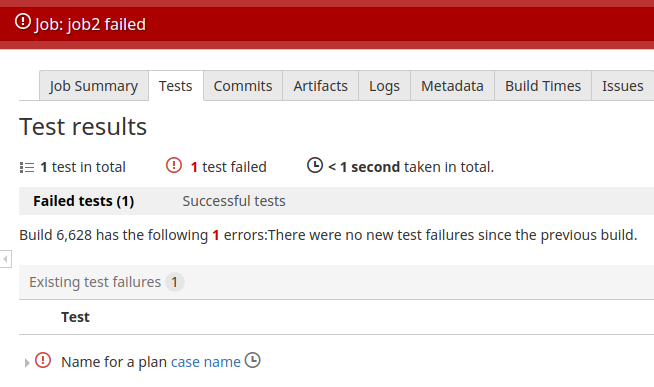 Job: job2 failed
Job Summary Tests Commits Artifacts Logs Metadata Build Times Issues
Test results
1 test in total 1 test failed < 1 second taken in total.
Failed tests (1) Successful tests
Build 6,628 has the following 1 errors:There were no new test failures since the previous build.
Existing test failures 1
Test
Name for a plan case name